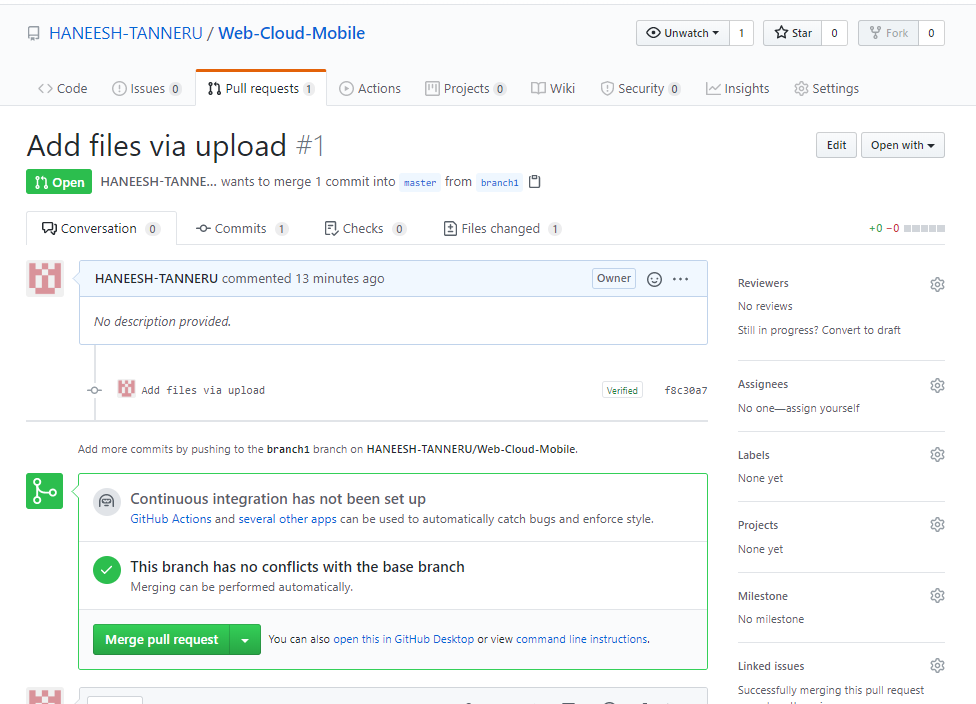 HANEESH-TANNERU / Web-Cloud-Mobile
Unwatch 1 Star 0 Fork 0
Code Issues 0 Pull requests 1 Actions Projects 0 Wiki Security 0 Insights Settings
Add files via upload #1
Edit Open with
Open HANEESH-TANNE... wants to merge 1 commit into master from branch1
Conversation 0 Commits 1 Checks 0 Files changed 1 +0 −0
HANEESH-TANNERU commented 13 minutes ago Owner
No description provided.
Add files via upload Verified f8c30a7
Add more commits by pushing to the branch1 branch on HANEESH-TANNERU/Web-Cloud-Mobile.
Continuous integration has not been set up
GitHub Actions and several other apps can be used to automatically catch bugs and enforce style.
This branch has no conflicts with the base branch
Merging can be performed automatically.
Merge pull request You can also open this in GitHub Desktop or view command line instructions.
Reviewers
No reviews
Still in progress? Convert to draft
Assignees
No one—assign yourself
Labels
None yet
Projects
None yet
Milestone
No milestone
Linked issues
Successfully merging this pull request